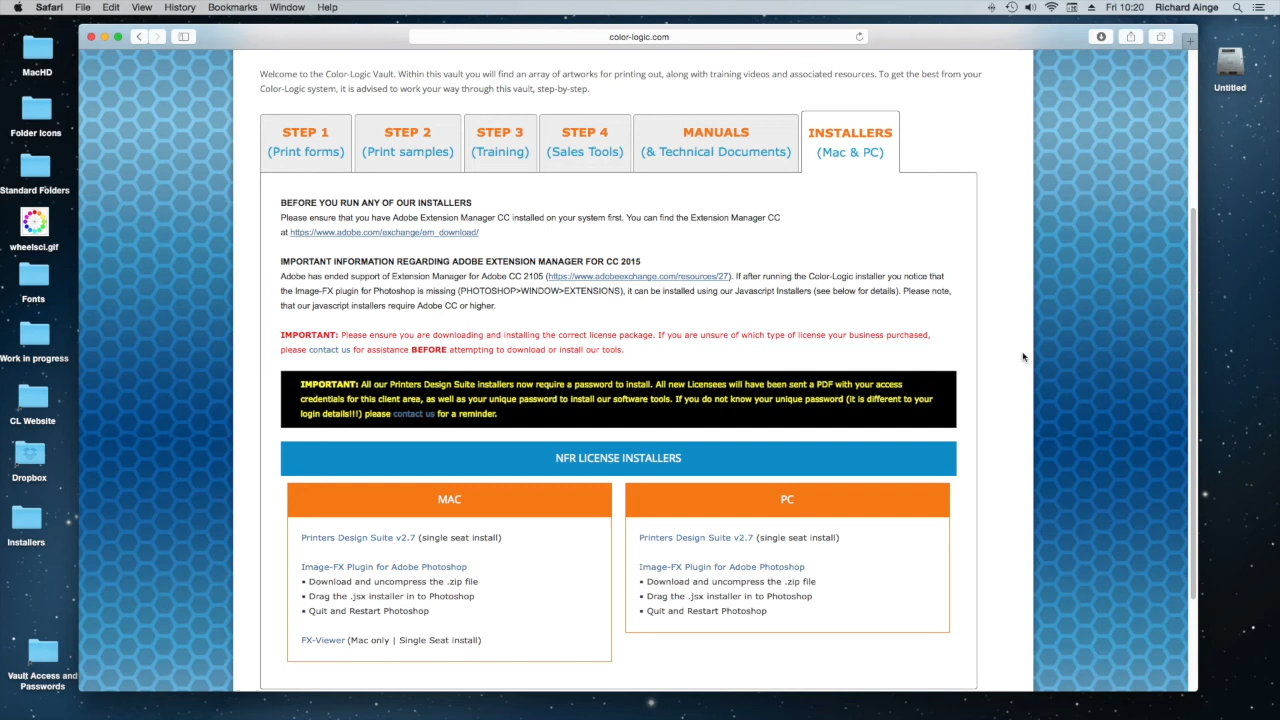 Safari File Edit View History Bookmarks Window Help Fri 10:20 Richard Ainge
color-logic.com
Welcome to the Color-Logic Vault. Within this vault you will find an array of artworks for printing out, along with training videos and associated resources. To get the best from your
Color-Logic system, it is advised to work your way through this vault, step-by-step.
STEP 1 STEP 2 STEP 3 STEP 4 MANUALS INSTALLERS
(Print forms) (Print samples) (Training) (Sales Tools) (& Technical Documents) (Mac & PC)
BEFORE YOU RUN ANY OF OUR INSTALLERS
Please ensure that you have Adobe Extension Manager CC installed on your system first. You can find the Extension Manager CC
at https://www.adobe.com/exchange/em_download/
IMPORTANT INFORMATION REGARDING ADOBE EXTENSION MANAGER FOR CC 2015
Adobe has ended support of Extension Manager for Adobe CC 2105 (https://www.adobeexchange.com/resources/27). If after running the Color-Logic installer you notice that
the Image-FX plugin for Photoshop is missing (PHOTOSHOP>WINDOW>EXTENSIONS), it can be installed using our Javascript Installers (see below for details). Please note,
that our javascript installers require Adobe CC or higher.
IMPORTANT: Please ensure you are downloading and installing the correct license package. If you are unsure of which type of license your business purchased,
please contact us for assistance BEFORE attempting to download or install our tools.
IMPORTANT: All our Printers Design Suite installers now require a password to install. All new Licensees will have been sent a PDF with your access
credentials for this client area, as well as your unique password to install our software tools. If you do not know your unique password (it is different to your
login details!!!) please contact us for a reminder.
NFR LICENSE INSTALLERS
MAC
Printers Design Suite v2.7 (single seat install)
Image-FX Plugin for Adobe Photoshop
• Download and uncompress the .zip file
• Drag the .jsx installer in to Photoshop
• Quit and Restart Photoshop
FX-Viewer (Mac only | Single Seat install)
PC
Printers Design Suite v2.7 (single seat install)
Image-FX Plugin for Adobe Photoshop
• Download and uncompress the .zip file
• Drag the .jsx installer in to Photoshop
• Quit and Restart Photoshop
MacHD
Folder Icons
Standard Folders
wheelsci.gif
Fonts
Work in progress
CL Website
Dropbox
Installers
Vault Access and
Passwords
Untitled